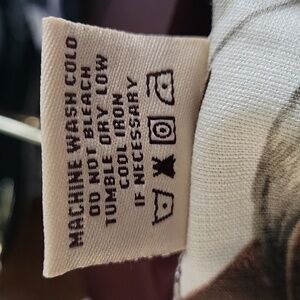 MACHINE WASH COLD
DO NOT BLEACH
TUMBLE DRY LOW
COOL IRON
IF NECESSARY